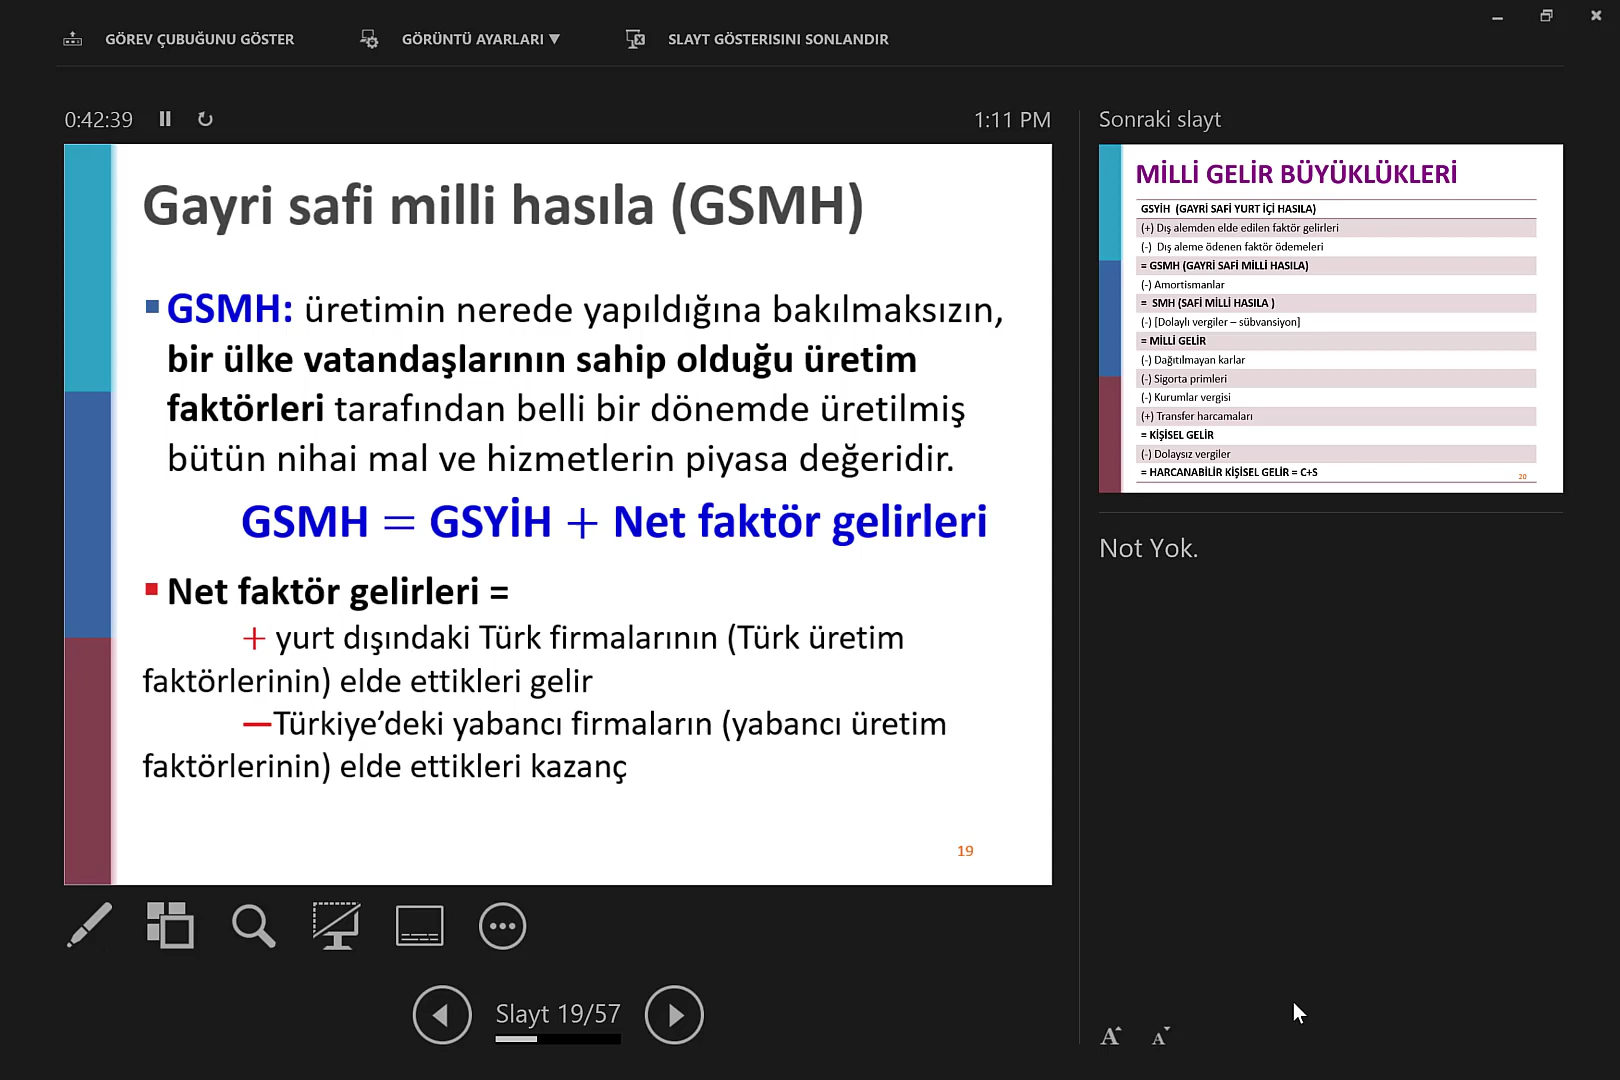 GÖREV ÇUBUĞUNU GÖSTER
GÖRÜNTÜ AYARLARI ▼
SLAYT GÖSTERISINI SONLANDIR
0:42:39
1:11 PM
Gayri safi milli hasıla (GSMH)
GSMH: üretimin nerede yapıldığına bakılmaksızın,
bir ülke vatandaşlarının sahip olduğu üretim
faktörleri tarafından belli bir dönemde üretilmiş
bütün nihai mal ve hizmetlerin piyasa değeridir.
GSMH = GSYİH + Net faktör gelirleri
Net faktör gelirleri =
+ yurt dışındaki Türk firmalarının (Türk üretim
faktörlerinin) elde ettikleri gelir
—Türkiye’deki yabancı firmaların (yabancı üretim
faktörlerinin) elde ettikleri kazanç
19
Slayt 19/57
Sonraki slayt
MİLLİ GELİR BÜYÜKLÜKLERİ
GSYİH (GAYRİ SAFİ YURT İÇİ HASILA)
(+) Dış alemden elde edilen faktör gelirleri
(-) Dış aleme ödenen faktör ödemeleri
= GSMH (GAYRİ SAFİ MİLLİ HASILA)
(-) Amortismanlar
= SMH (SAFİ MİLLİ HASILA )
(-) [Dolaylı vergiler – sübvansiyon]
= MİLLİ GELİR
(-) Dağıtılmayan karlar
(-) Sigorta primleri
(-) Kurumlar vergisi
(+) Transfer harcamaları
= KİŞİSEL GELİR
(-) Dolaysız vergiler
= HARCANABİLİR KİŞİSEL GELİR = C+S
20
Not Yok.
A A